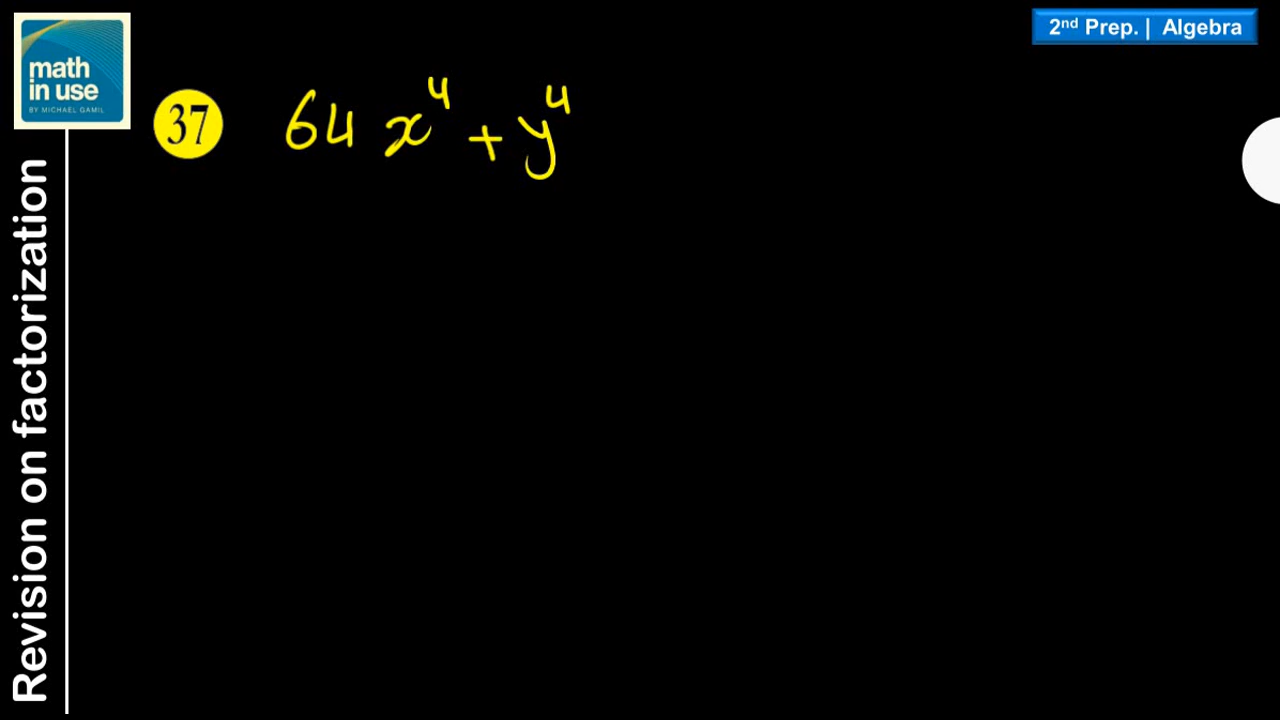 math
in use
BY MICHAEL GAMIL
2nd Prep. | Algebra
37 64 x⁴ + y⁴
Revision on factorization